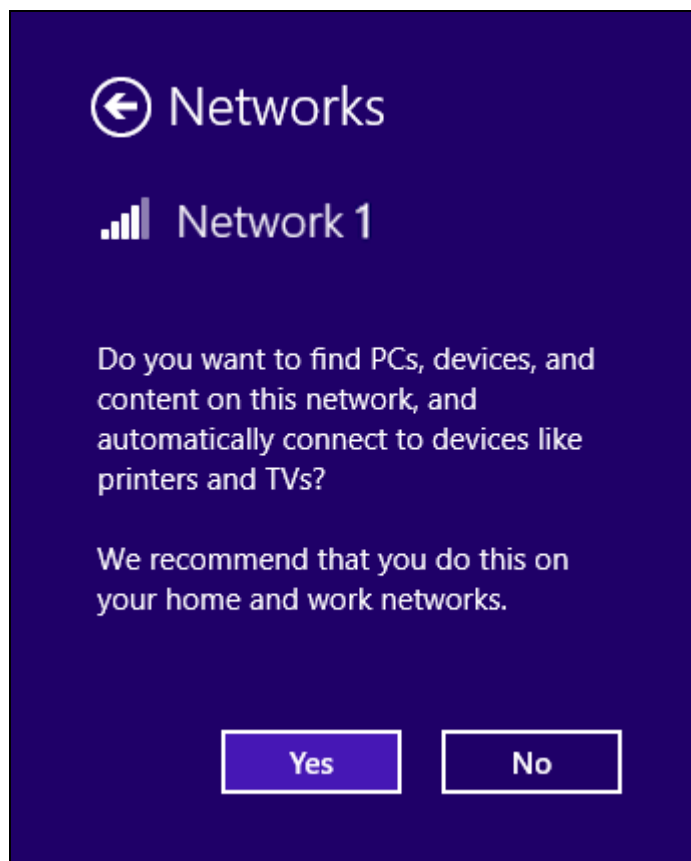 Networks
Network 1
Do you want to find PCs, devices, and
content on this network, and
automatically connect to devices like
printers and TVs?
We recommend that you do this on
your home and work networks.
Yes No